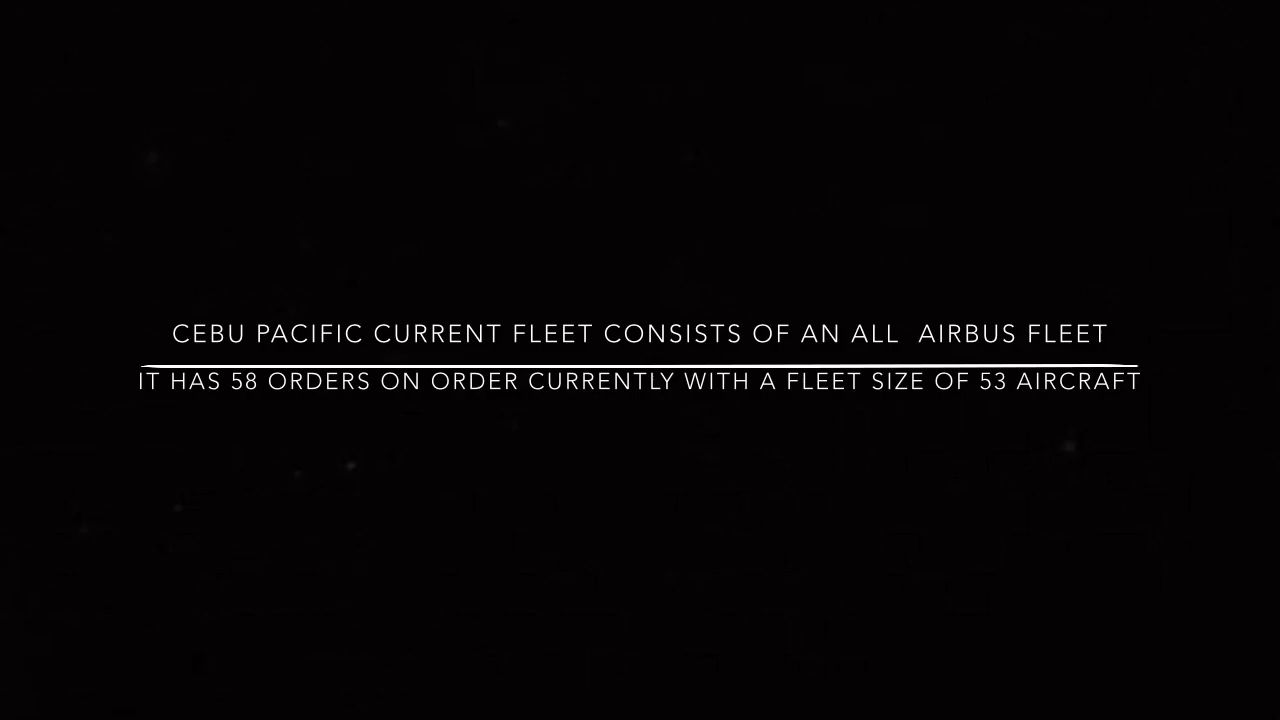 CEBU PACIFIC CURRENT FLEET CONSISTS OF AN ALL  AIRBUS FLEET
IT HAS 58 ORDERS ON ORDER CURRENTLY WITH A FLEET SIZE OF 53 AIRCRAFT